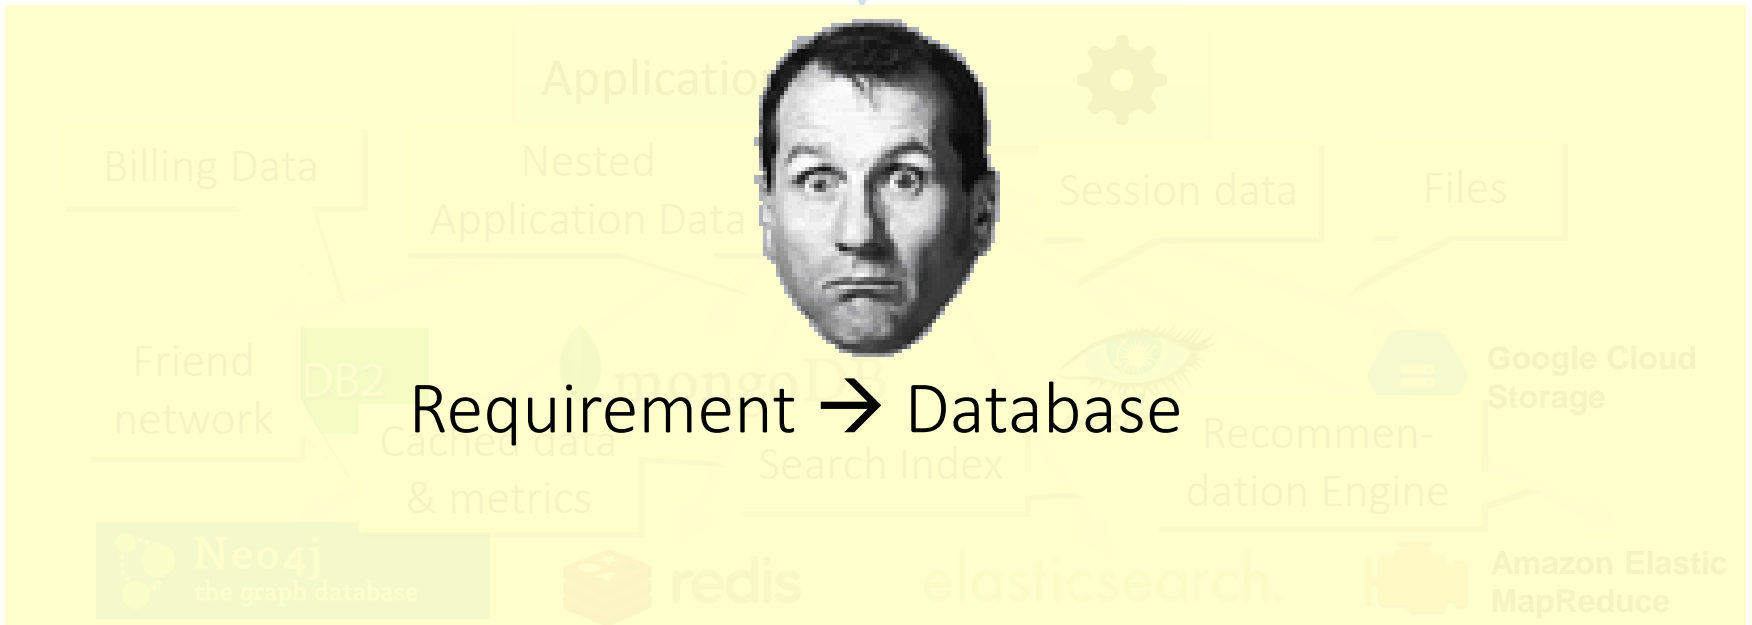 Application
Billing Data
Nested
Application Data
Session data
Files
Friend
network
DB2
mongoDB
Google Cloud
Storage
Requirement → Database
Cached data
& metrics
Search Index
Recommen-
dation Engine
Neo4j
the graph database
redis
elasticsearch.
Amazon Elastic
MapReduce